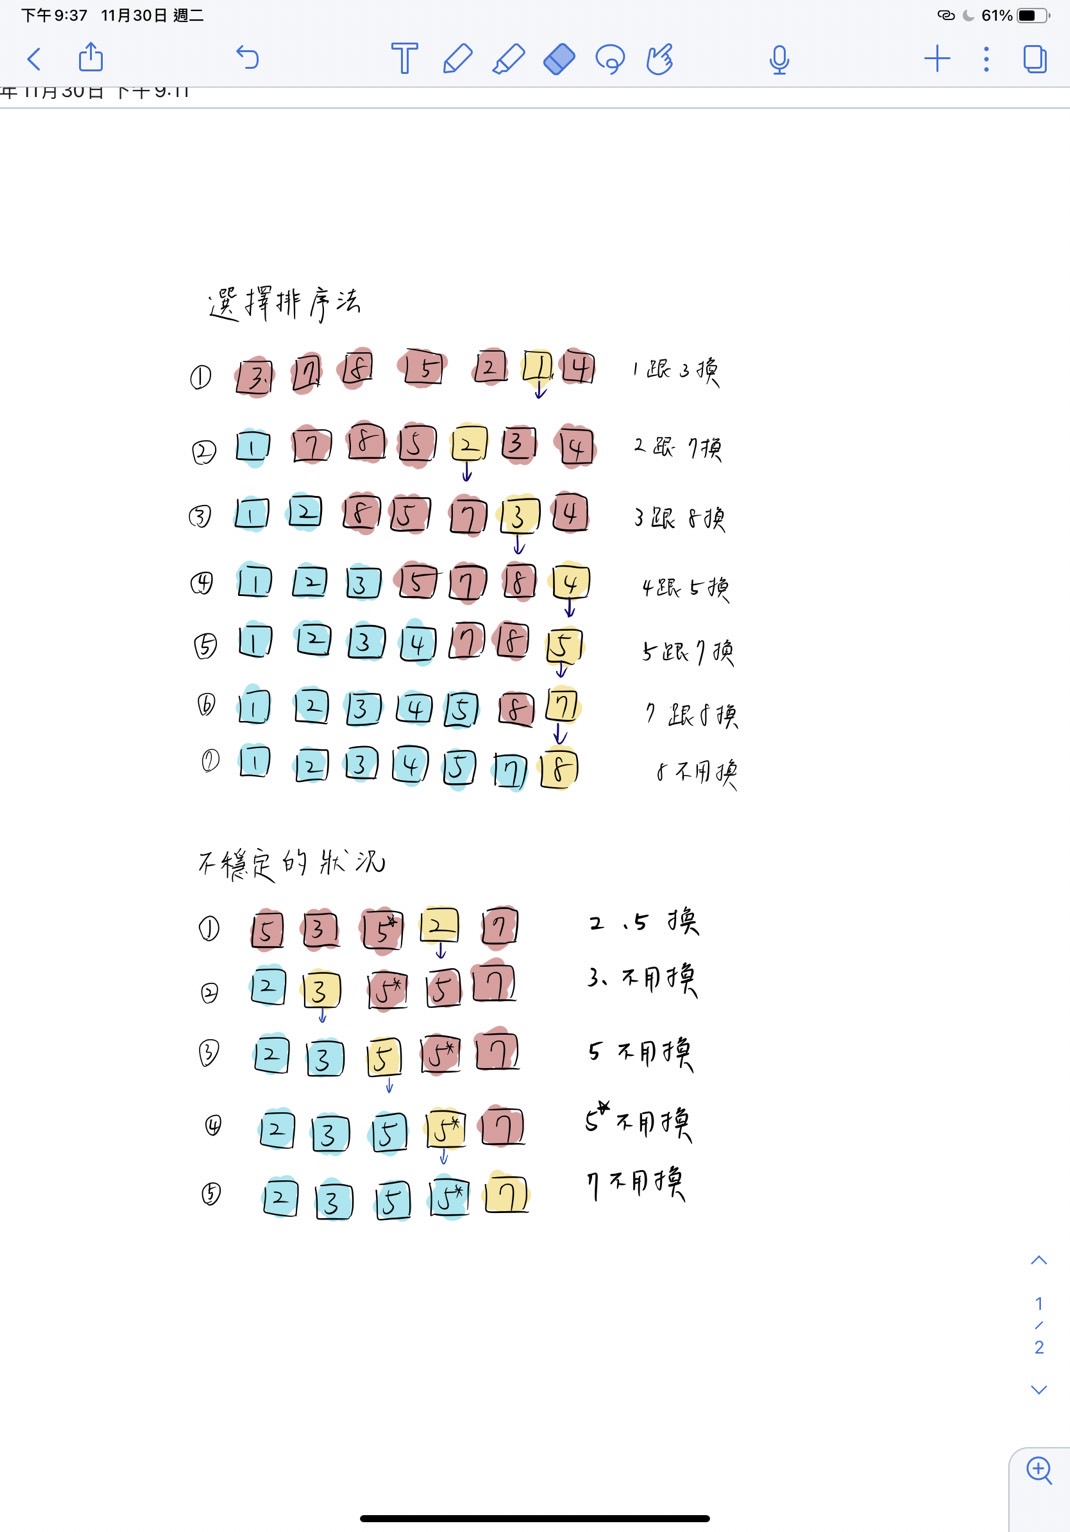 下午9:37 11月30日 週二 61%
年11月30日 下午9:11
選擇排序法
① 3 7 8 5 2 1 4 1跟3換
② 1 7 8 5 2 3 4 2跟7換
③ 1 2 8 5 7 3 4 3跟8換
④ 1 2 3 5 7 8 4 4跟5換
⑤ 1 2 3 4 7 8 5 5跟7換
⑥ 1 2 3 4 5 8 7 7跟8換
⑦ 1 2 3 4 5 7 8 8不用換
不穩定的狀況
① 5 3 5* 2 7 2、5換
② 2 3 5* 5 7 3、不用換
③ 2 3 5 5* 7 5不用換
④ 2 3 5 5* 7 5*不用換
⑤ 2 3 5 5* 7 7不用換
1
/
2